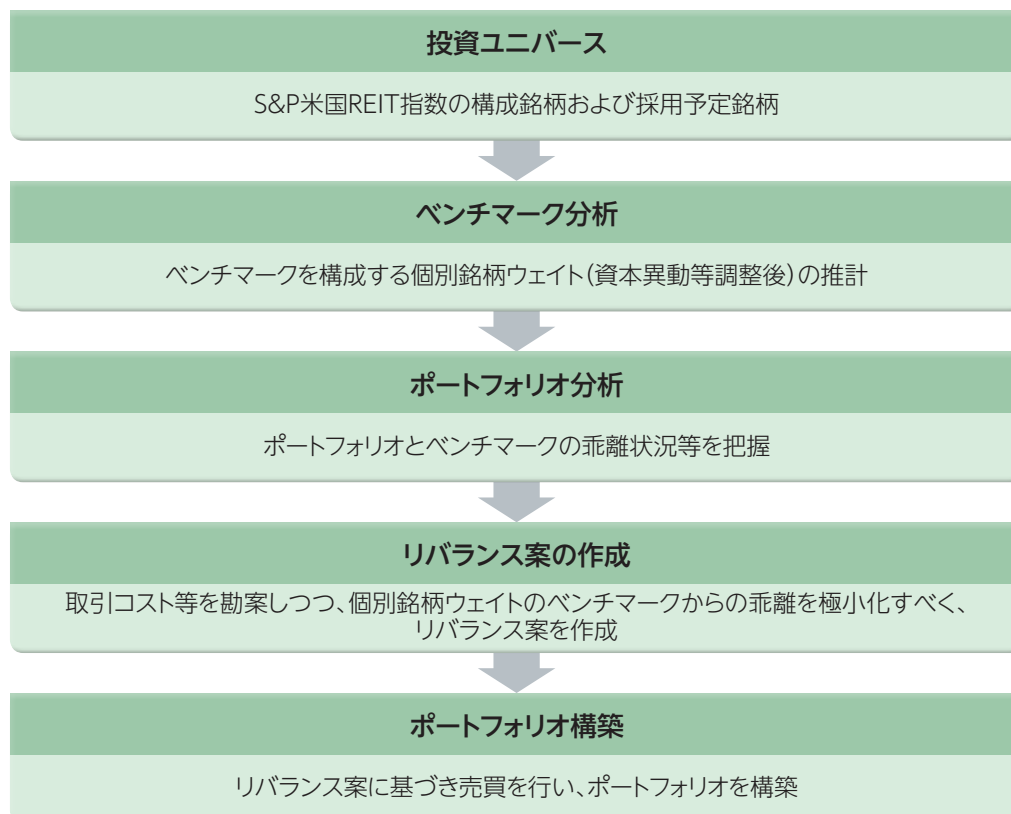 投資ユニバース
S&P米国REIT指数の構成銘柄および採用予定銘柄
ベンチマーク分析
ベンチマークを構成する個別銘柄ウェイト(資本異動等調整後)の推計
ポートフォリオ分析
ポートフォリオとベンチマークの乖離状況等を把握
リバランス案の作成
取引コスト等を勘案しつつ、個別銘柄ウェイトのベンチマークからの乖離を極小化すべく、
リバランス案を作成
ポートフォリオ構築
リバランス案に基づき売買を行い、ポートフォリオを構築